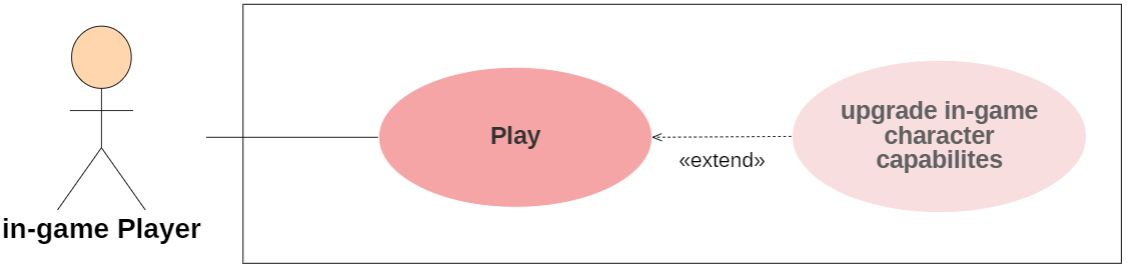 upgrade in-game
character
capabilites
Play
«extend»
in-game Player